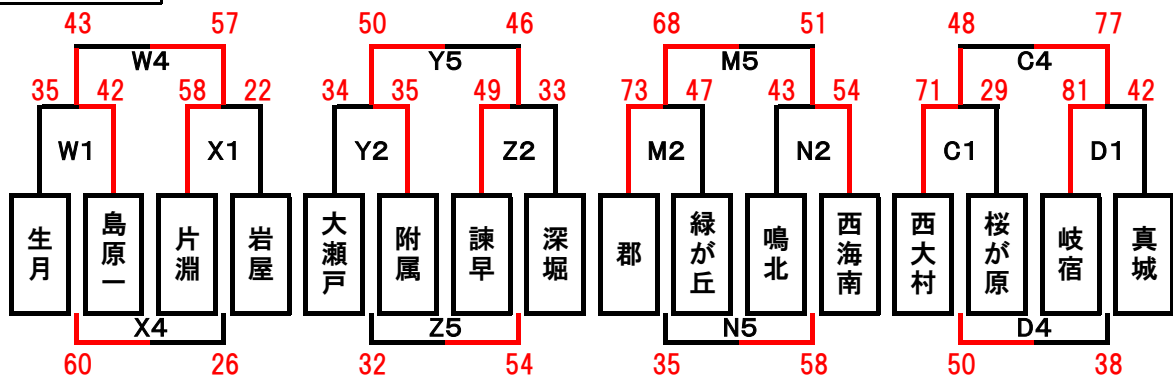 43 57 50 46 68 51 48 77
W4 Y5 M5 C4
35 42 58 22 34 35 49 33 73 47 43 54 71 29 81 42
W1 X1 Y2 Z2 M2 N2 C1 D1
生月 島原一 片淵 岩屋 大瀬戸 附属 諫早 深堀 郡 緑が丘 鳴北 西海南 西大村 桜が原 岐宿 真城
X4 Z5 N5 D4
60 26 32 54 35 58 50 38